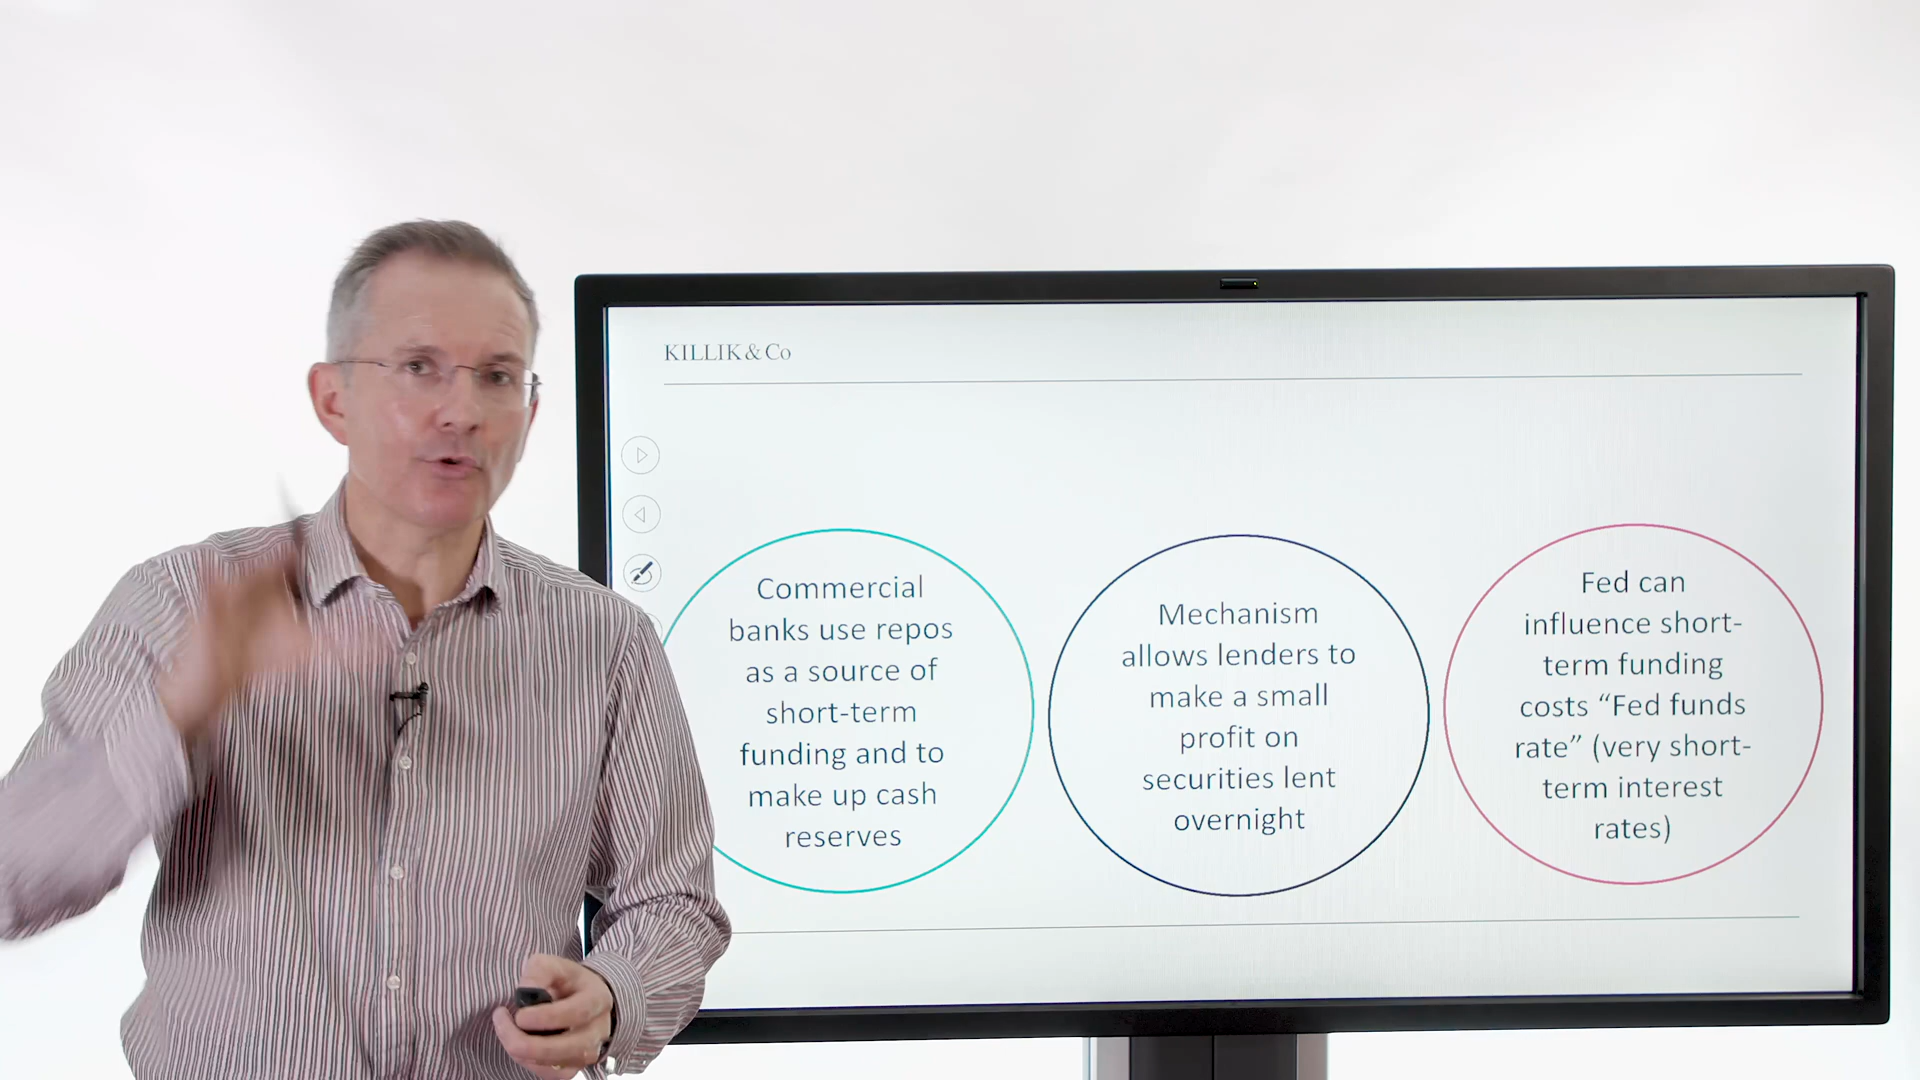 KILLIK & Co
Commercial
banks use repos
as a source of
short-term
funding and to
make up cash
reserves
Mechanism
allows lenders to
make a small
profit on
securities lent
overnight
Fed can
influence short-
term funding
costs “Fed funds
rate” (very short-
term interest
rates)